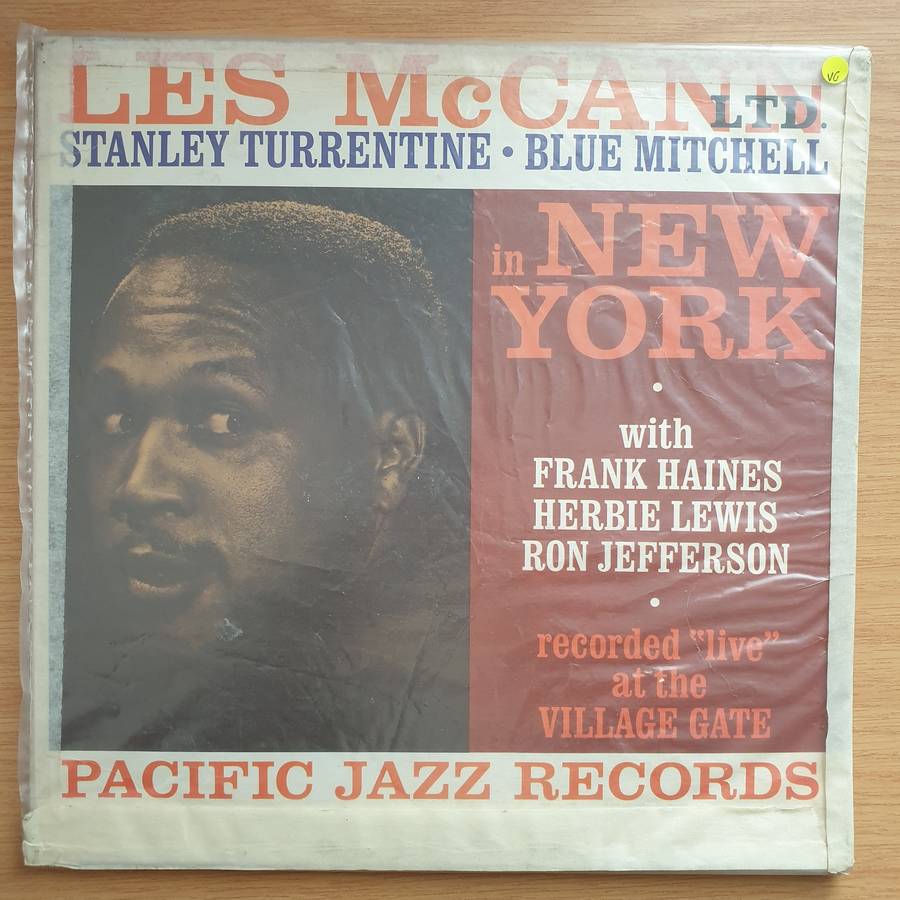 LES McCANN
LTD.
STANLEY TURRENTINE • BLUE MITCHELL
in NEW
YORK
•
with
FRANK HAINES
HERBIE LEWIS
RON JEFFERSON
•
recorded "live"
at the
VILLAGE GATE
PACIFIC JAZZ RECORDS
VG